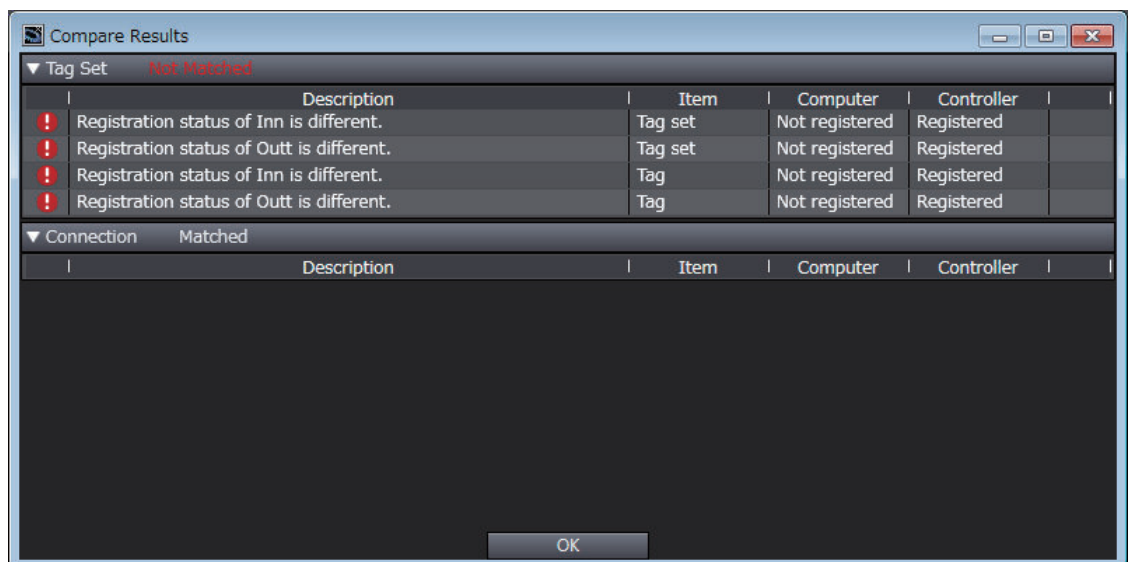 Compare Results
▼ Tag Set Not Matched
Description Item Computer Controller
Registration status of Inn is different. Tag set Not registered Registered
Registration status of Outt is different. Tag set Not registered Registered
Registration status of Inn is different. Tag Not registered Registered
Registration status of Outt is different. Tag Not registered Registered
▼ Connection Matched
Description Item Computer Controller
OK